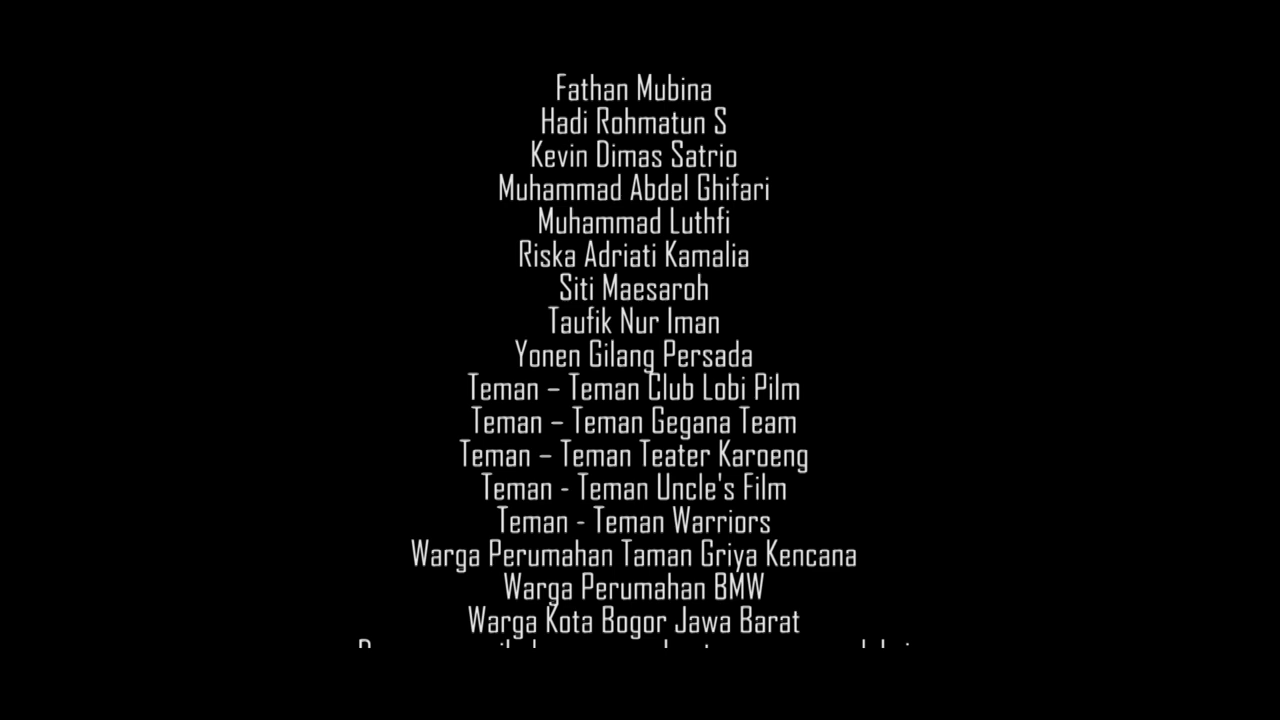 Fathan Mubina
Hadi Rohmatun S
Kevin Dimas Satrio
Muhammad Abdel Ghifari
Muhammad Luthfi
Riska Adriati Kamalia
Siti Maesaroh
Taufik Nur Iman
Yonen Gilang Persada
Teman – Teman Club Lobi Pilm
Teman – Teman Gegana Team
Teman – Teman Teater Karoeng
Teman - Teman Uncle's Film
Teman - Teman Warriors
Warga Perumahan Taman Griya Kencana
Warga Perumahan BMW
Warga Kota Bogor Jawa Barat